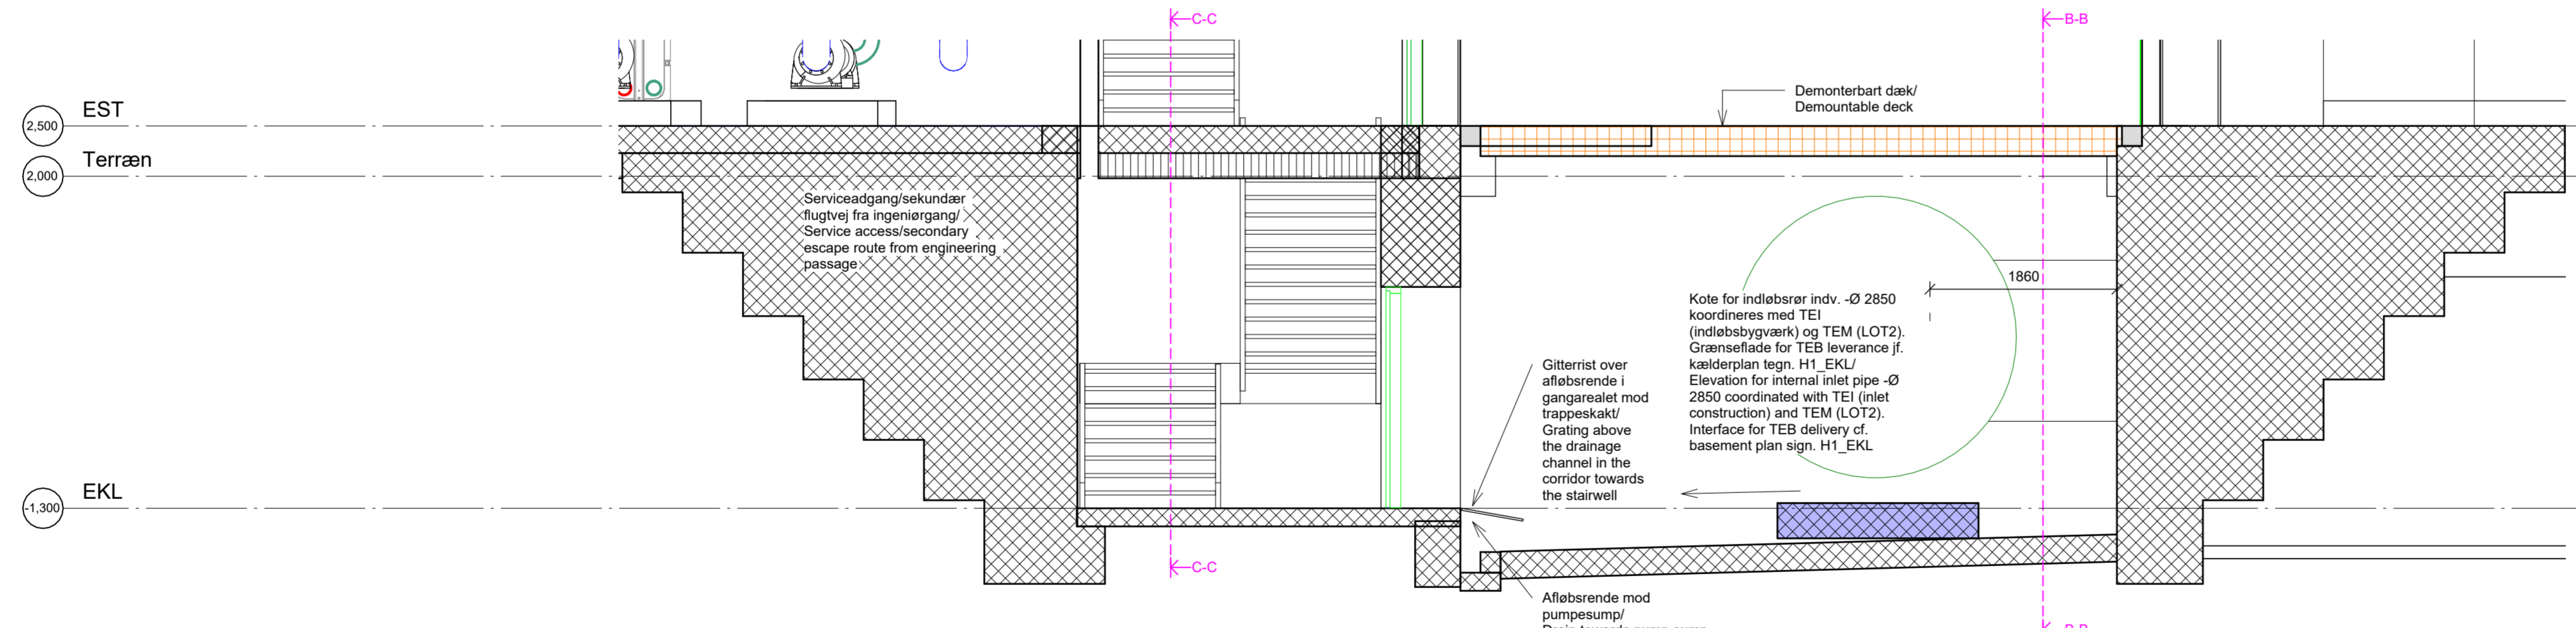 C-C
B-B
EST
2,500
Terræn
2,000
EKL
-1,300
Serviceadgang/sekundær
flugtvej fra ingeniørgang/
Service access/secondary
escape route from engineering
passage
Demonterbart dæk/
Demountable deck
1860
Kote for indløbsrør indv. -Ø 2850
koordineres med TEI
(indløbsbygværk) og TEM (LOT2).
Grænseflade for TEB leverance jf.
kælderplan tegn. H1_EKL/
Elevation for internal inlet pipe -Ø
2850 coordinated with TEI (inlet
construction) and TEM (LOT2).
Interface for TEB delivery cf.
basement plan sign. H1_EKL
Gitterrist over
afløbsrende i
gangarealet mod
trappeskakt/
Grating above
the drainage
channel in the
corridor towards
the stairwell
C-C
Afløbsrende mod
pumpesump/
Drain towards pump sump
B-B